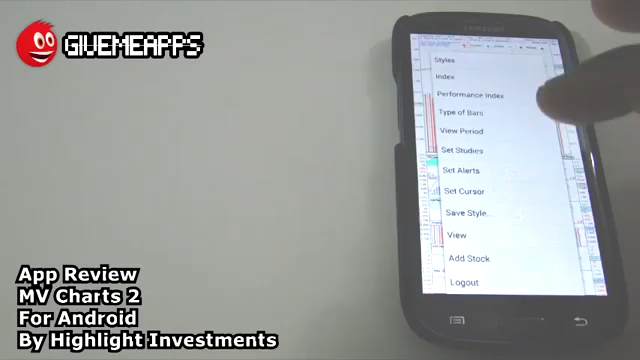 GIVEMEAPPS
Styles
Index
Performance Index
Type of Bars
View Period
Set Studies
Set Alerts
Set Cursor
Save Style...
View
Add Stock
Logout
App Review
MV Charts 2
For Android
By Highlight Investments